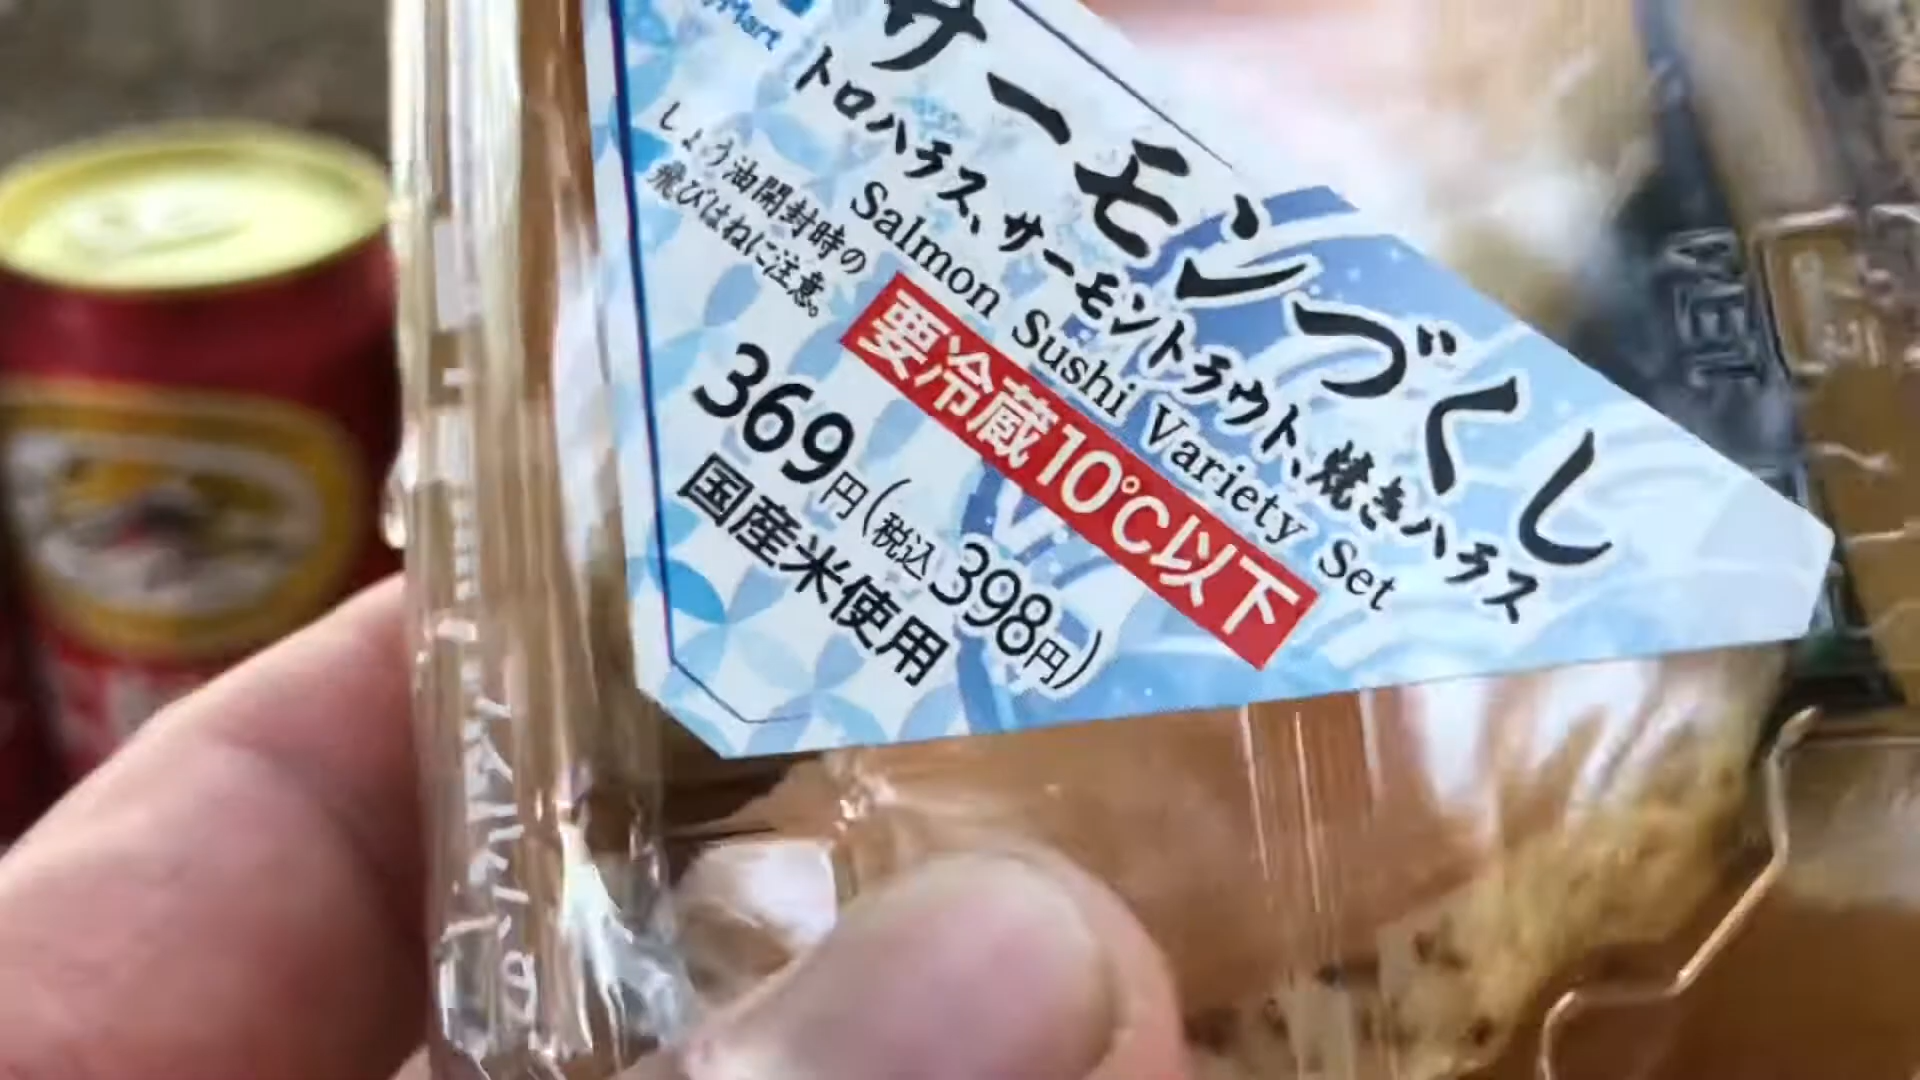 サーモンづくし
トロハラス、サーモントラウト、焼きハラス
Salmon Sushi Variety Set
しょう油開封時の
飛びはねに注意。
要冷蔵10℃以下
369円(税込398円)
国産米使用